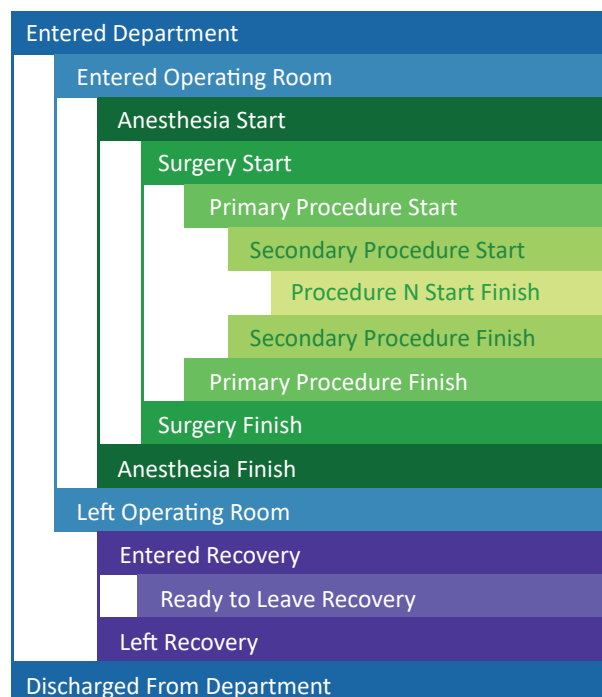 Entered Department
Entered Operating Room
Anesthesia Start
Surgery Start
Primary Procedure Start
Secondary Procedure Start
Procedure N Start Finish
Secondary Procedure Finish
Primary Procedure Finish
Surgery Finish
Anesthesia Finish
Left Operating Room
Entered Recovery
Ready to Leave Recovery
Left Recovery
Discharged From Department